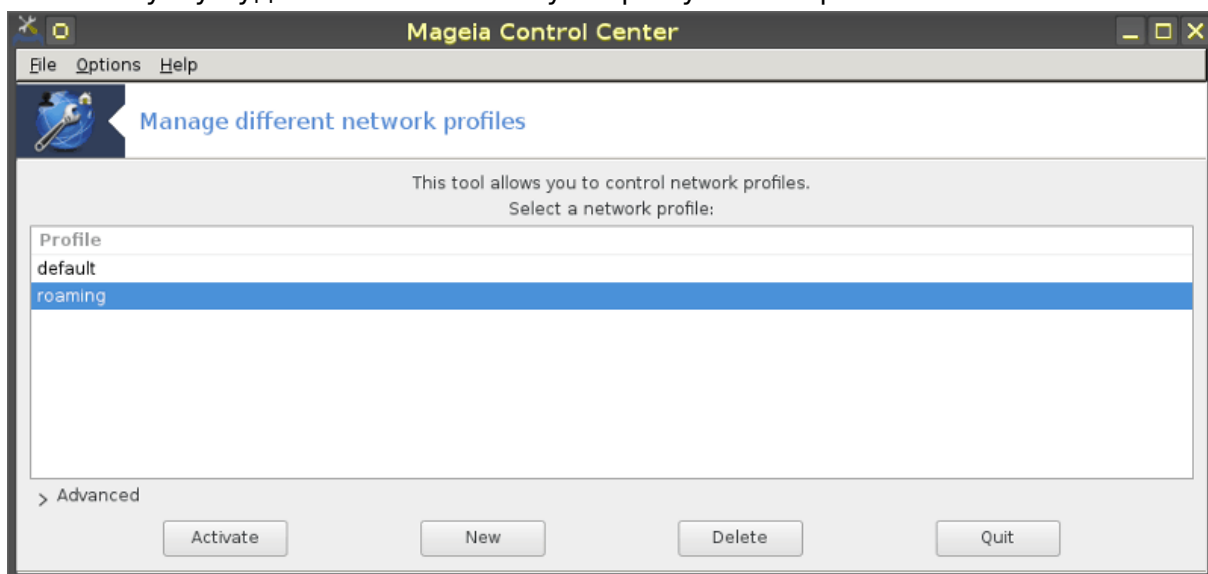 Mageia Control Center
File Options Help
Manage different network profiles
This tool allows you to control network profiles.
Select a network profile:
Profile
default
roaming
Advanced
Activate New Delete Quit